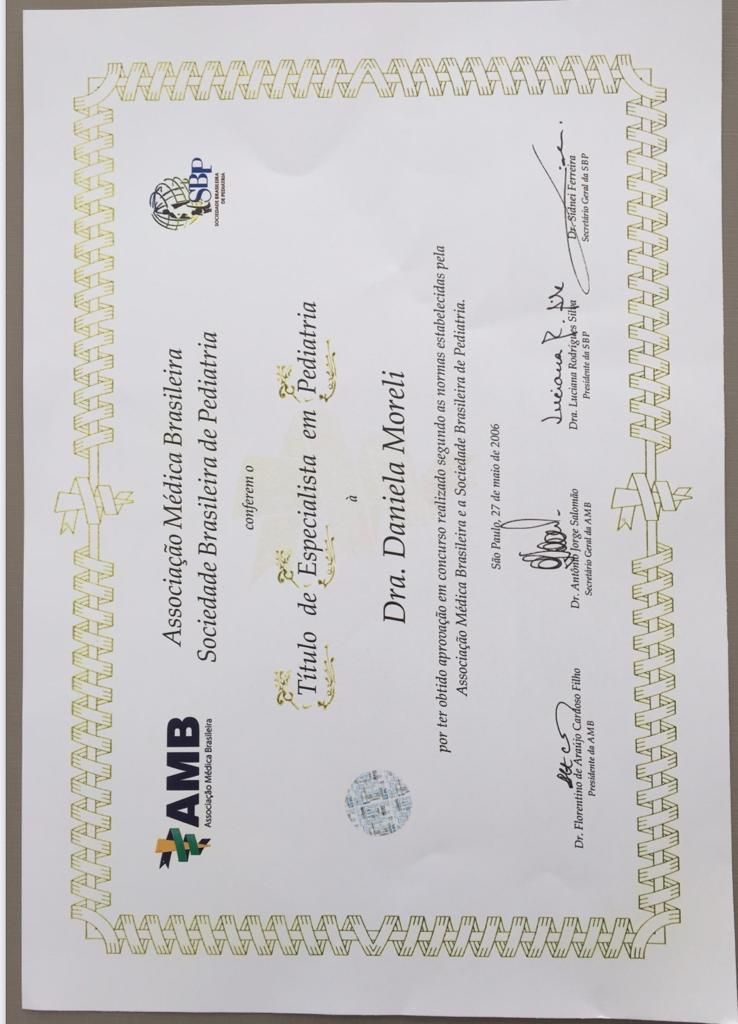 AMB
Associação Médica Brasileira
Associação Médica Brasileira
Sociedade Brasileira de Pediatria
SBP
SOCIEDADE BRASILEIRA
DE PEDIATRIA
conferem o
Título de Especialista em Pediatria
à
Dra. Daniela Moreli
por ter obtido aprovação em concurso realizado segundo as normas estabelecidas pela
Associação Médica Brasileira e a Sociedade Brasileira de Pediatria.
São Paulo, 27 de maio de 2006
Dr. Florentino de Araújo Cardoso Filho
Presidente da AMB
Dr. Antônio Jorge Salomão
Secretário Geral da AMB
Luciana R. Silva
Dra. Luciana Rodrigues Silva
Presidente da SBP
Dr. Sidnei Ferreira
Secretário Geral da SBP